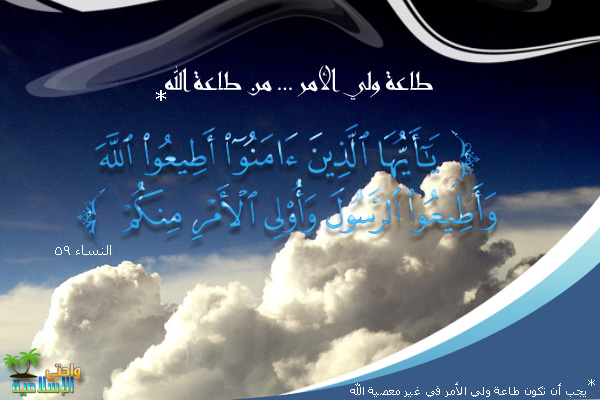 طاعة ولي الأمر ... من طاعة الله*
﴿ يَٰٓأَيُّهَا ٱلَّذِينَ ءَامَنُوٓا۟ أَطِيعُوا۟ ٱللَّهَ
وَأَطِيعُوا۟ ٱلرَّسُولَ وَأُو۟لِى ٱلْأَمْرِ مِنكُمْ ﴾
النساء ٥٩
واحتى
الإسلامية
*يجب أن تكون طاعة ولي الأمر في غير معصية الله